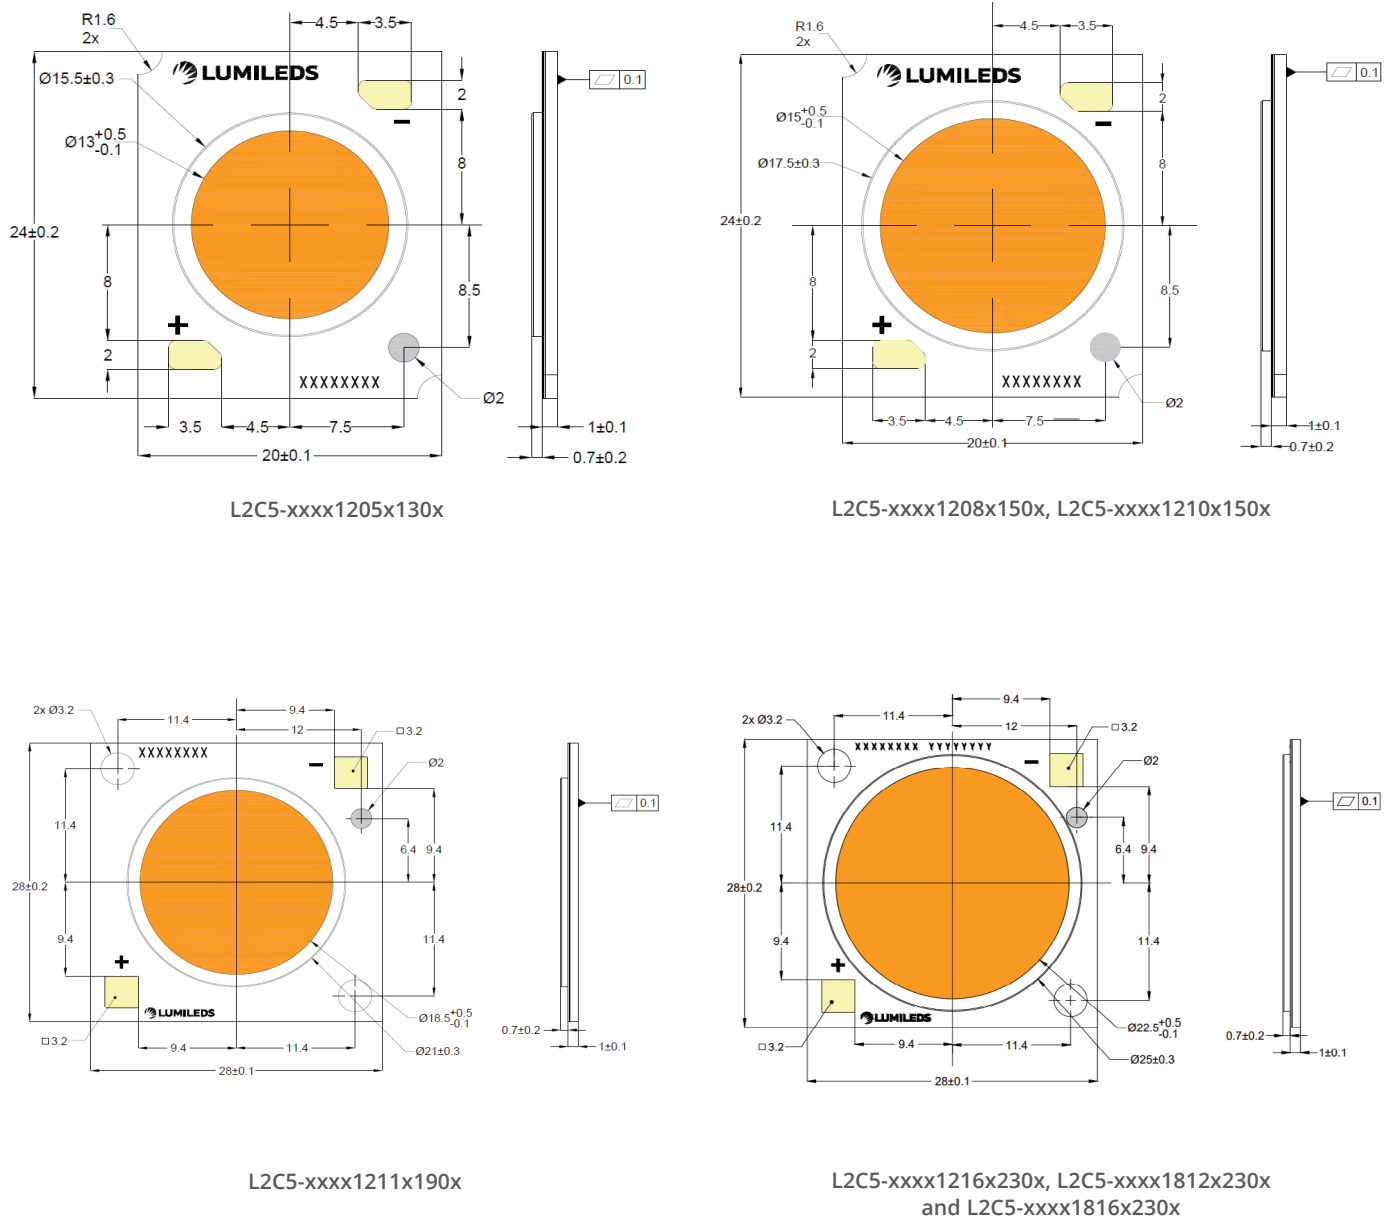 R1.6
2x
4.5
3.5
LUMILEDS
Ø15.5±0.3
Ø13+0.5
-0.1
2
−
8
24±0.2
8
8.5
+
2
XXXXXXXX
Ø2
3.5
4.5
7.5
20±0.1
0.1
1±0.1
0.7±0.2
L2C5-xxxx1205x130x
R1.6
2x
4.5
3.5
LUMILEDS
Ø15+0.5
-0.1
Ø17.5±0.3
2
−
8
24±0.2
8
8.5
+
2
XXXXXXXX
Ø2
3.5
4.5
7.5
20±0.1
0.1
1±0.1
0.7±0.2
L2C5-xxxx1208x150x, L2C5-xxxx1210x150x
2x Ø3.2
11.4
9.4
12
□3.2
XXXXXXXX
−
Ø2
11.4
6.4
9.4
28±0.2
9.4
11.4
+
LUMILEDS
Ø18.5+0.5
-0.1
□3.2
9.4
11.4
Ø21±0.3
28±0.1
0.1
0.7±0.2
1±0.1
L2C5-xxxx1211x190x
2x Ø3.2
11.4
9.4
12
□3.2
XXXXXXXX YYYYYYYY
−
Ø2
11.4
6.4
9.4
28±0.2
9.4
11.4
+
LUMILEDS
Ø22.5+0.5
-0.1
□3.2
9.4
11.4
Ø25±0.3
28±0.1
0.1
0.7±0.2
1±0.1
L2C5-xxxx1216x230x, L2C5-xxxx1812x230x
and L2C5-xxxx1816x230x